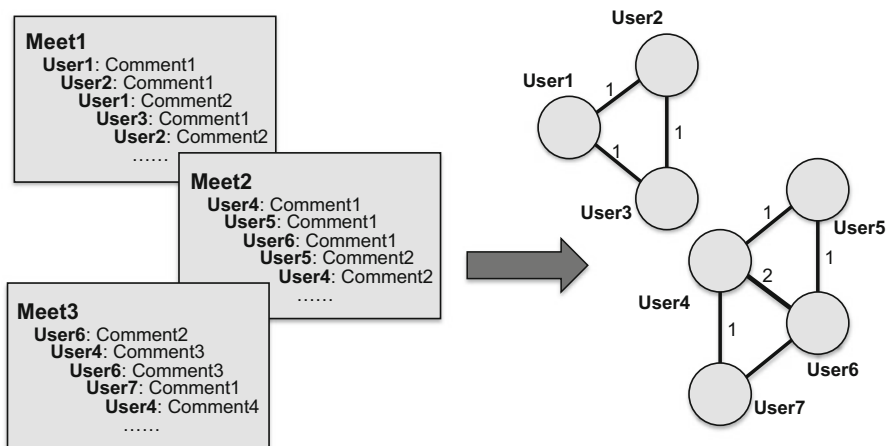 Meet1
User1: Comment1
User2: Comment1
User1: Comment2
User3: Comment1
User2: Comment2
......
Meet2
User4: Comment1
User5: Comment1
User6: Comment1
User5: Comment2
User4: Comment2
......
Meet3
User6: Comment2
User4: Comment3
User6: Comment3
User7: Comment1
User4: Comment4
......
User2
User1
1
1
1
User3
1
User5
1
2
User4
1
User6
User7